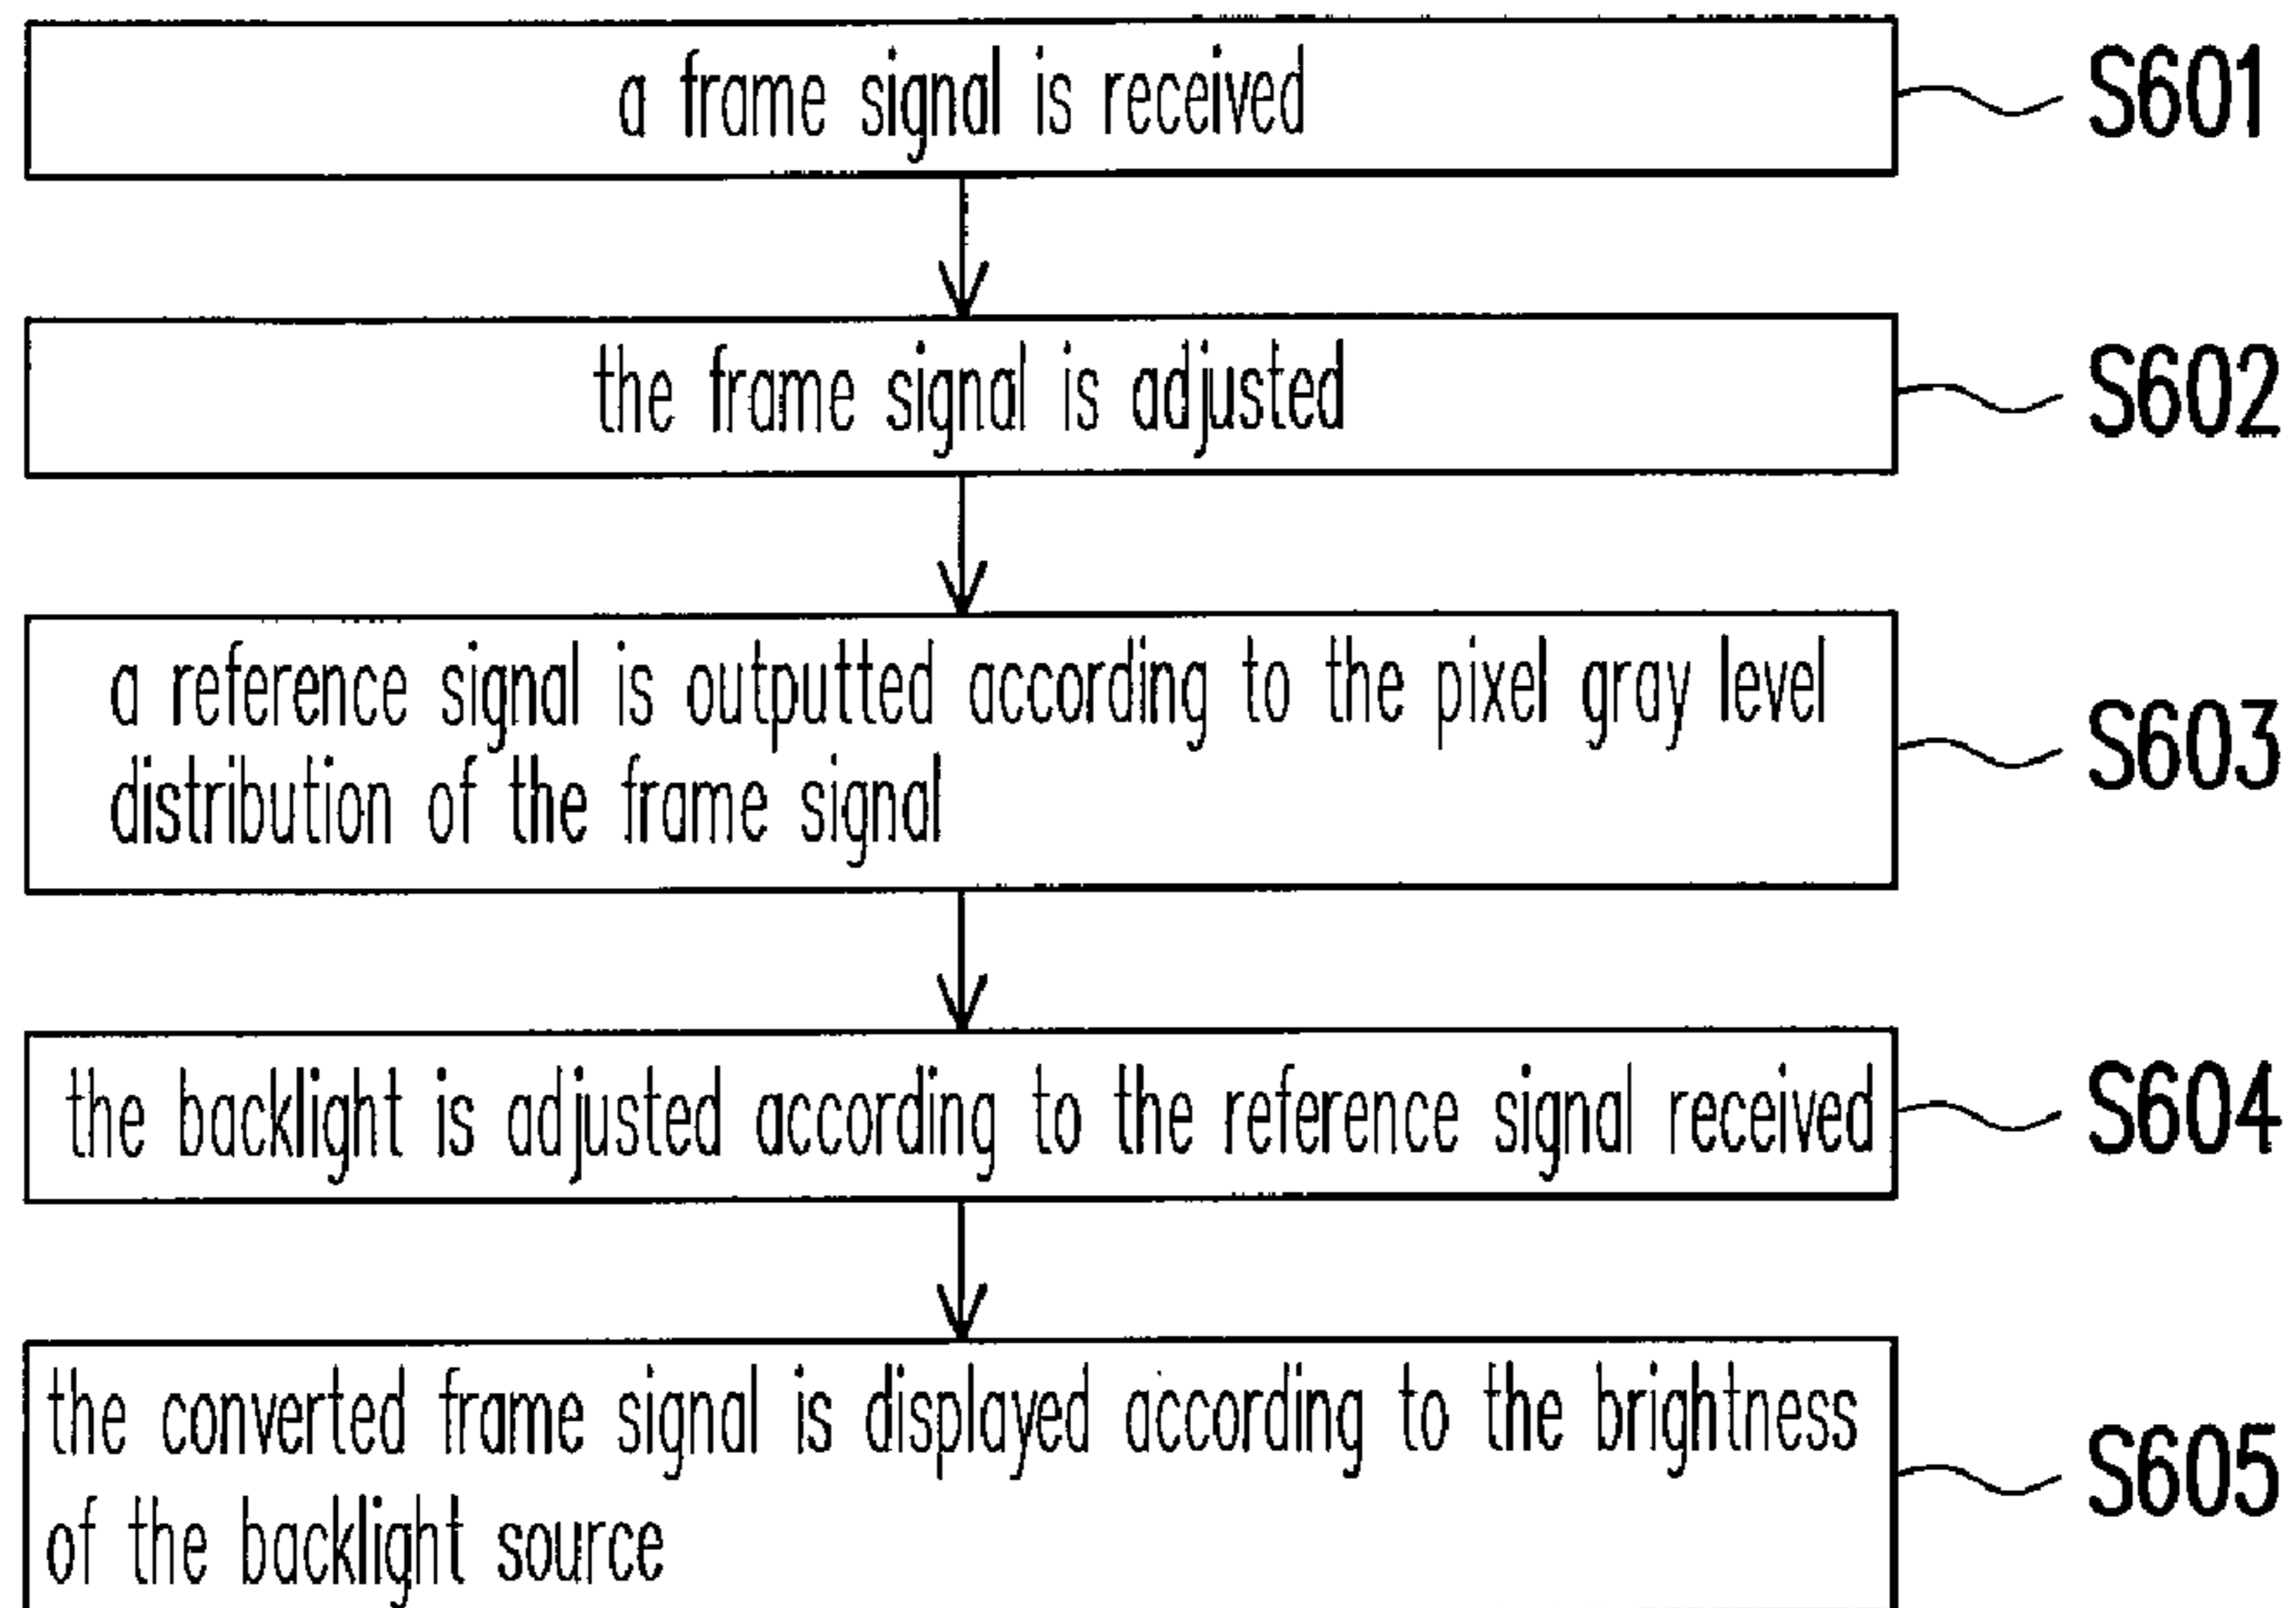 a frame signal is received
S601
the frame signal is adjusted
S602
a reference signal is outputted according to the pixel gray level
distribution of the frame signal
S603
the backlight is adjusted according to the reference signal received
S604
the converted frame signal is displayed according to the brightness
of the backlight source
S605